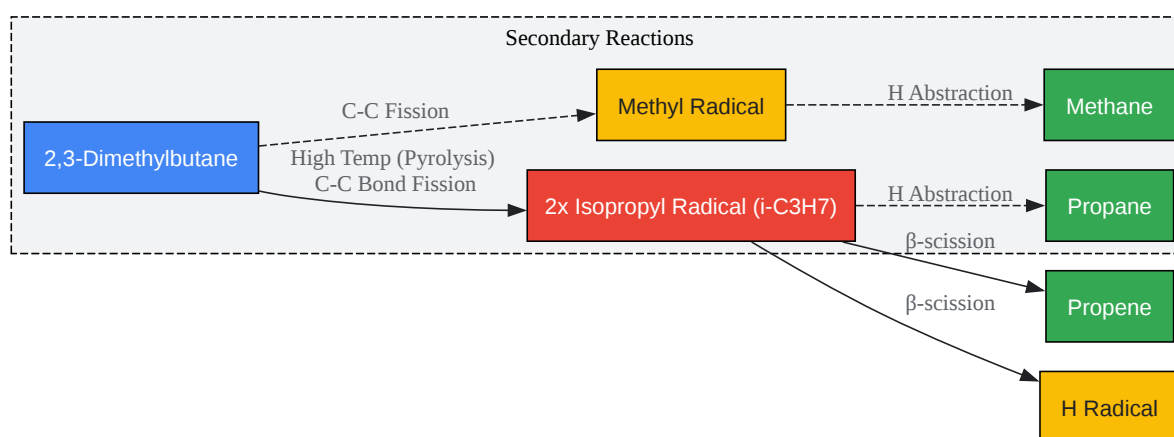 Secondary Reactions
C-C Fission
Methyl Radical
H Abstraction
Methane
2,3-Dimethylbutane
High Temp (Pyrolysis)
C-C Bond Fission
2x Isopropyl Radical (i-C3H7)
H Abstraction
Propane
β-scission
Propene
β-scission
H Radical